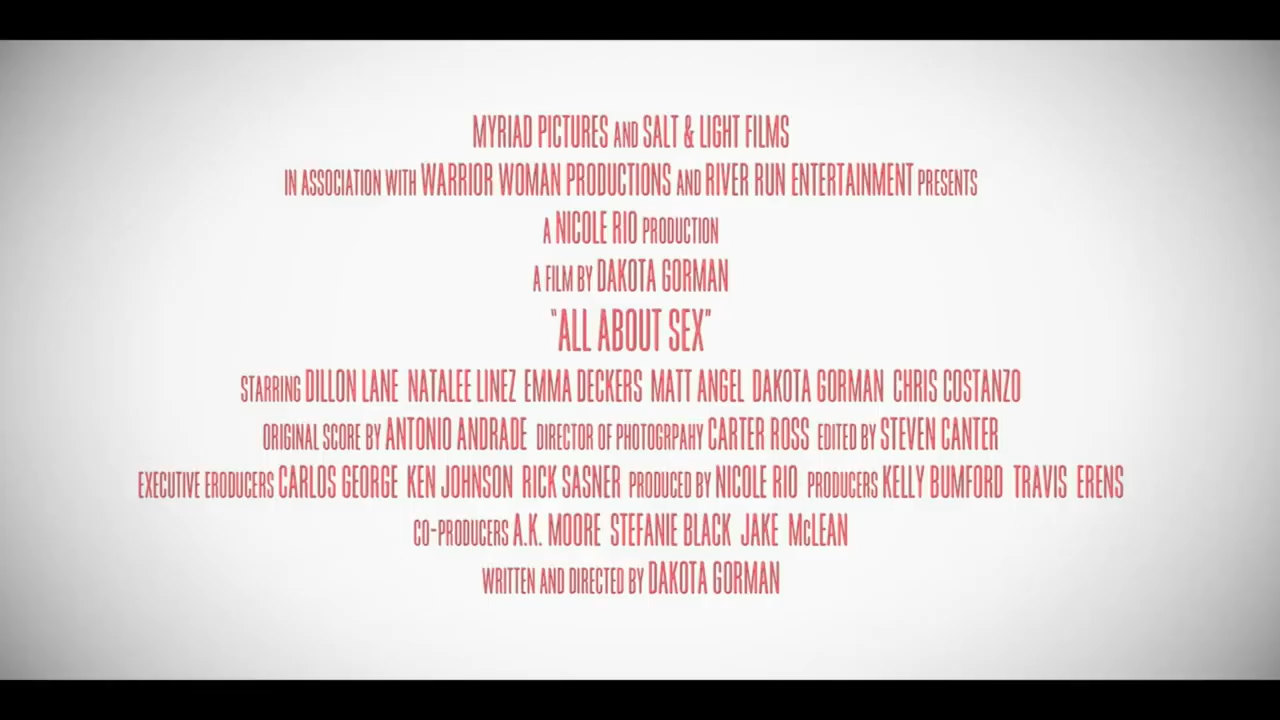 MYRIAD PICTURES AND SALT & LIGHT FILMS
IN ASSOCIATION WITH WARRIOR WOMAN PRODUCTIONS AND RIVER RUN ENTERTAINMENT PRESENTS
A NICOLE RIO PRODUCTION
A FILM BY DAKOTA GORMAN
"ALL ABOUT SEX"
STARRING DILLON LANE NATALEE LINEZ EMMA DECKERS MATT ANGEL DAKOTA GORMAN CHRIS COSTANZO
ORIGINAL SCORE BY ANTONIO ANDRADE DIRECTOR OF PHOTOGRPAHY CARTER ROSS EDITED BY STEVEN CANTER
EXECUTIVE ERODUCERS CARLOS GEORGE KEN JOHNSON RICK SASNER PRODUCED BY NICOLE RIO PRODUCERS KELLY BUMFORD TRAVIS ERENS
CO-PRODUCERS A.K. MOORE STEFANIE BLACK JAKE McLEAN
WRITTEN AND DIRECTED BY DAKOTA GORMAN